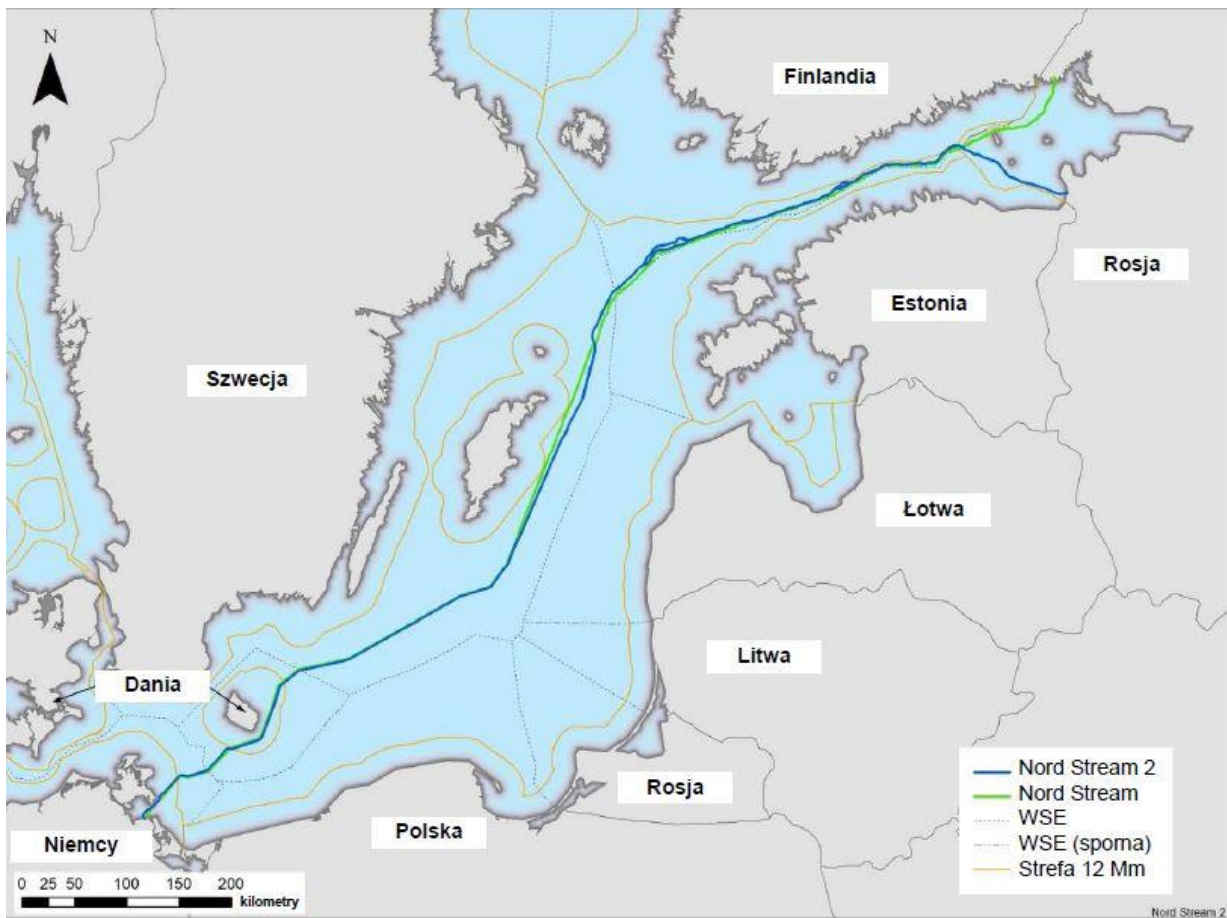 N
Finlandia
Rosja
Estonia
Szwecja
Łotwa
Litwa
Dania
Rosja
Polska
Niemcy
Nord Stream 2
Nord Stream
WSE
WSE (sporna)
Strefa 12 Mm
0 25 50 100 150 200
kilometry
Nord Stream 2